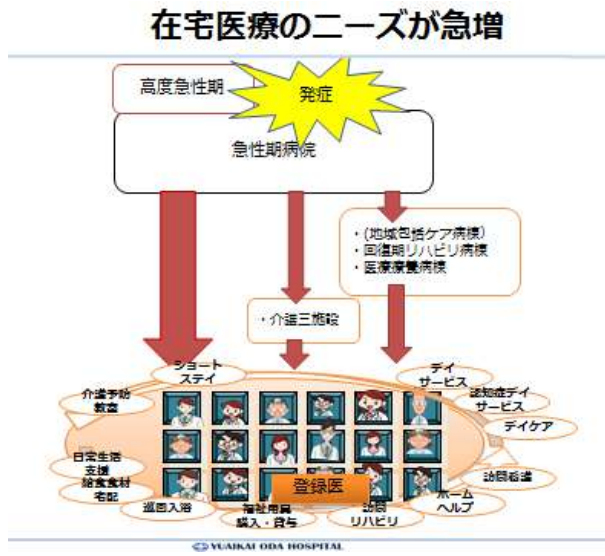 在宅医療のニーズが急増
高度急性期
発症
急性期病院
・(地域包括ケア病棟)
・回復期リハビリ病棟
・医療療養病棟
・介護三施設
ショート
ステイ
デイ
サービス
介護予防
教室
認知症デイ
サービス
デイケア
日常生活
支援
給食食材
宅配
訪問看護
登録医
ホーム
ヘルプ
巡回入浴
福祉用具
購入・貸与
訪問
リハビリ
YUAIKAI ODA HOSPITAL